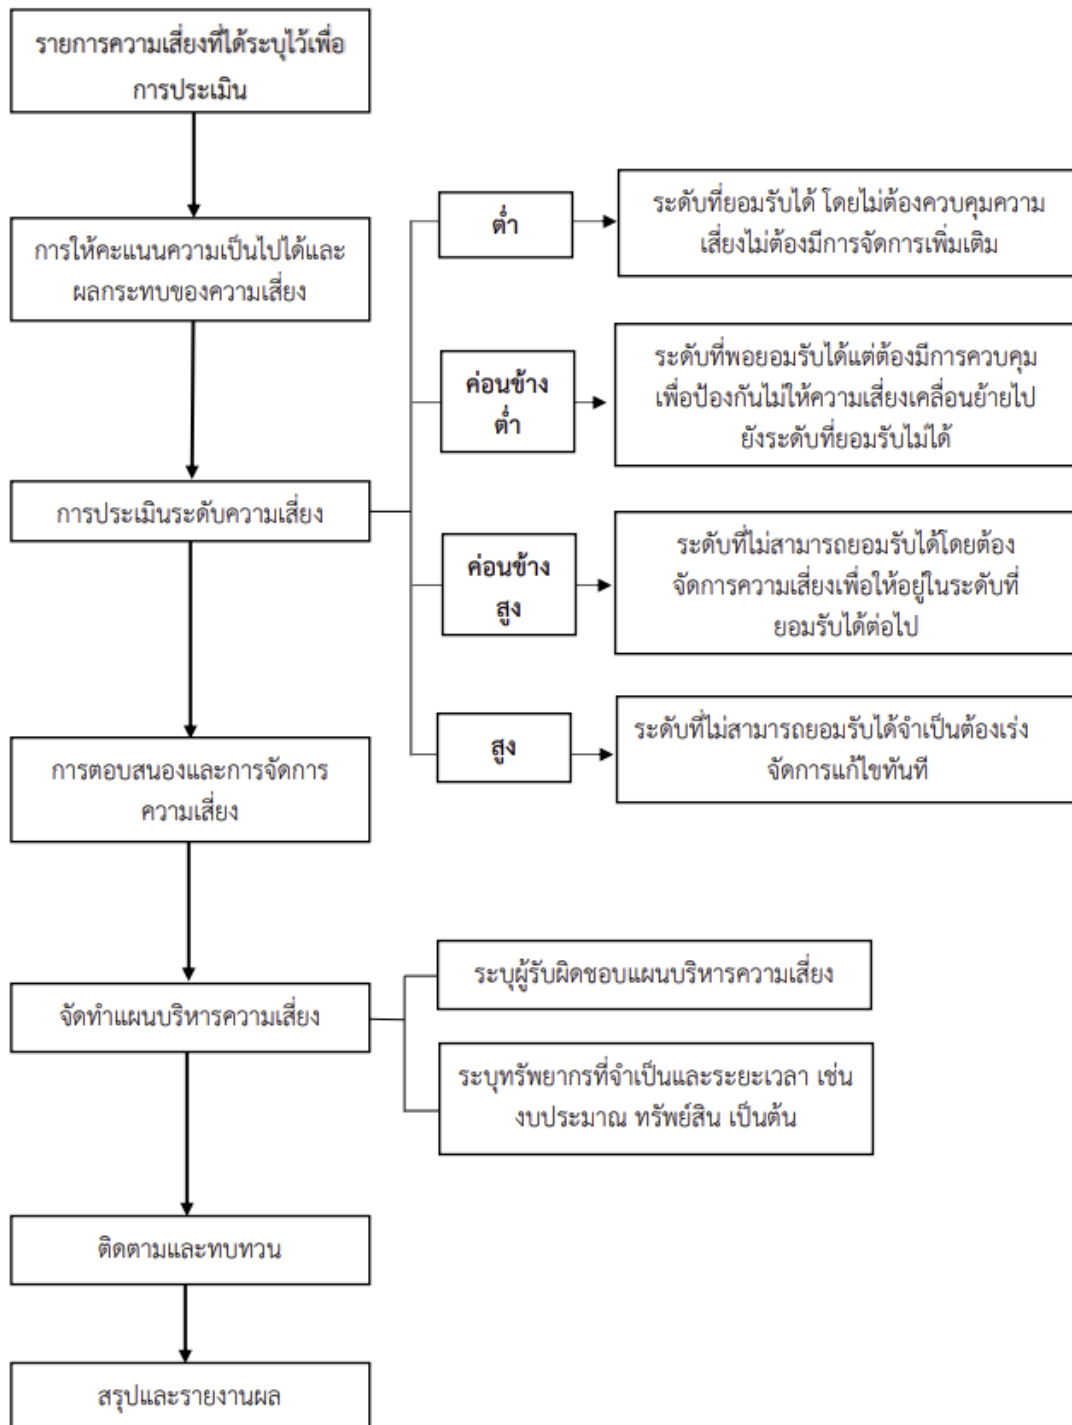 รายการความเสี่ยงที่ได้ระบุไว้เพื่อ
การประเมิน
การให้คะแนนความเป็นไปได้และ
ผลกระทบของความเสี่ยง
การประเมินระดับความเสี่ยง
ต่ำ
ระดับที่ยอมรับได้ โดยไม่ต้องควบคุมความ
เสี่ยงไม่ต้องมีการจัดการเพิ่มเติม
ค่อนข้าง
ต่ำ
ระดับที่พอยอมรับได้แต่ต้องมีการควบคุม
เพื่อป้องกันไม่ให้ความเสี่ยงเคลื่อนย้ายไป
ยังระดับที่ยอมรับไม่ได้
ค่อนข้าง
สูง
ระดับที่ไม่สามารถยอมรับได้โดยต้อง
จัดการความเสี่ยงเพื่อให้อยู่ในระดับที่
ยอมรับได้ต่อไป
สูง
ระดับที่ไม่สามารถยอมรับได้จำเป็นต้องเร่ง
จัดการแก้ไขทันที
การตอบสนองและการจัดการ
ความเสี่ยง
จัดทำแผนบริหารความเสี่ยง
ระบุผู้รับผิดชอบแผนบริหารความเสี่ยง
ระบุทรัพยากรที่จำเป็นและระยะเวลา เช่น
งบประมาณ ทรัพย์สิน เป็นต้น
ติดตามและทบทวน
สรุปและรายงานผล